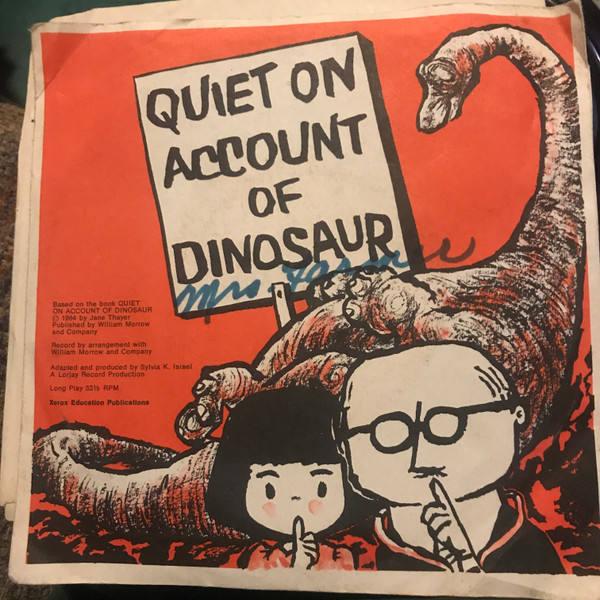 QUIET ON
ACCOUNT
OF
DINOSAUR
Mrs.
Based on the book QUIET
ON ACCOUNT OF DINOSAUR
© 1964 by Jane Thayer
Published by William Morrow
and Company
Record by arrangement with
William Morrow and Company
Adapted and produced by Sylvia K. Israel
A Lorjay Record Production
Long Play 33⅓ RPM
Xerox Education Publications